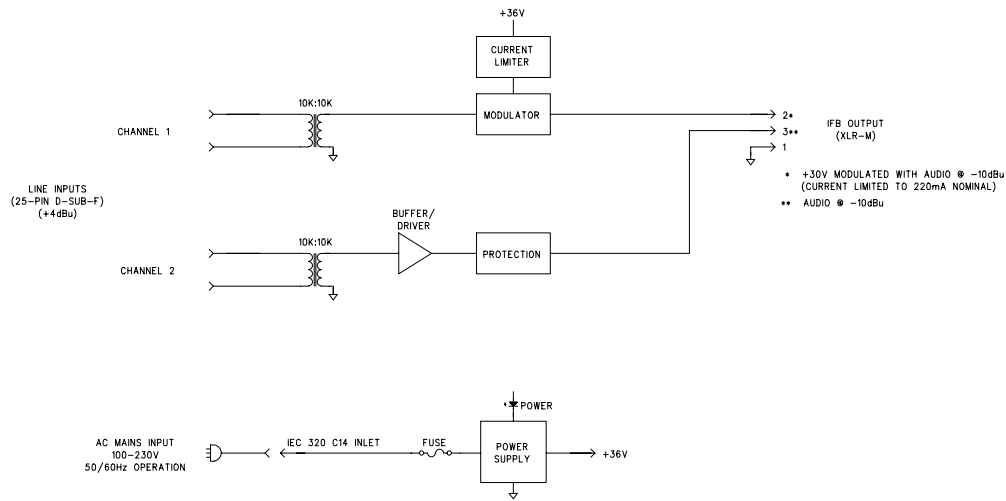 +36V
CURRENT
LIMITER
10K:10K
MODULATOR
CHANNEL 1
2*
3**
1
IFB OUTPUT
(XLR-M)
* +30V MODULATED WITH AUDIO @ -10dBu
(CURRENT LIMITED TO 220mA NOMINAL)
** AUDIO @ -10dBu
LINE INPUTS
(25-PIN D-SUB-F)
(+4dBu)
BUFFER/
DRIVER
10K:10K
PROTECTION
CHANNEL 2
* POWER
AC MAINS INPUT
100-230V
50/60Hz OPERATION
IEC 320 C14 INLET
FUSE
POWER
SUPPLY
+36V